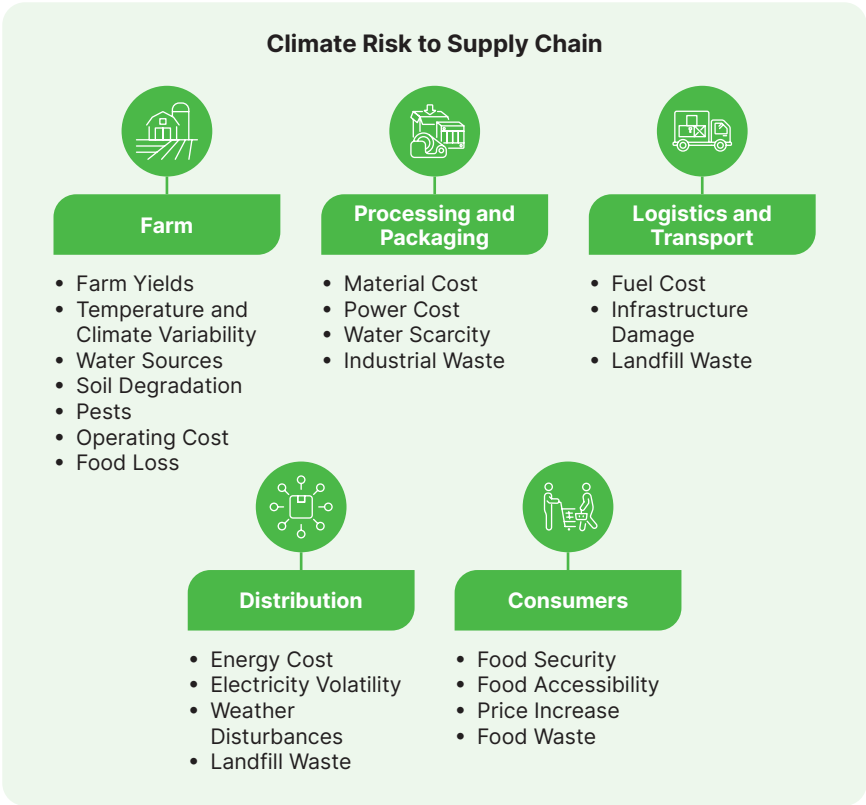 Climate Risk to Supply Chain
Farm
• Farm Yields
• Temperature and
Climate Variability
• Water Sources
• Soil Degradation
• Pests
• Operating Cost
• Food Loss
Processing and
Packaging
• Material Cost
• Power Cost
• Water Scarcity
• Industrial Waste
Logistics and
Transport
• Fuel Cost
• Infrastructure
Damage
• Landfill Waste
Distribution
• Energy Cost
• Electricity Volatility
• Weather
Disturbances
• Landfill Waste
Consumers
• Food Security
• Food Accessibility
• Price Increase
• Food Waste